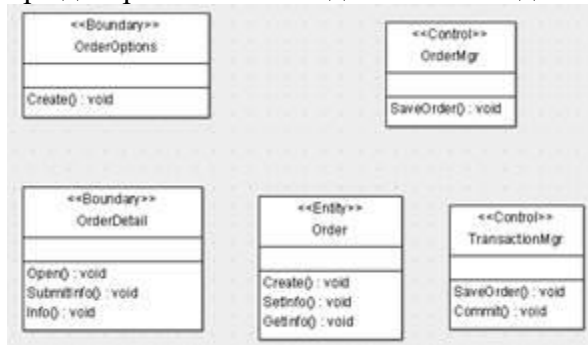 <<Boundary>>
OrderOptions
Create() : void
<<Control>>
OrderMgr
SaveOrder() : void
<<Boundary>>
OrderDetail
Open() : void
SubmitInfo() : void
Info() : void
<<Entity>>
Order
Create() : void
SetInfo() : void
GetInfo() : void
<<Control>>
TransactionMgr
SaveOrder() : void
Commit() : void